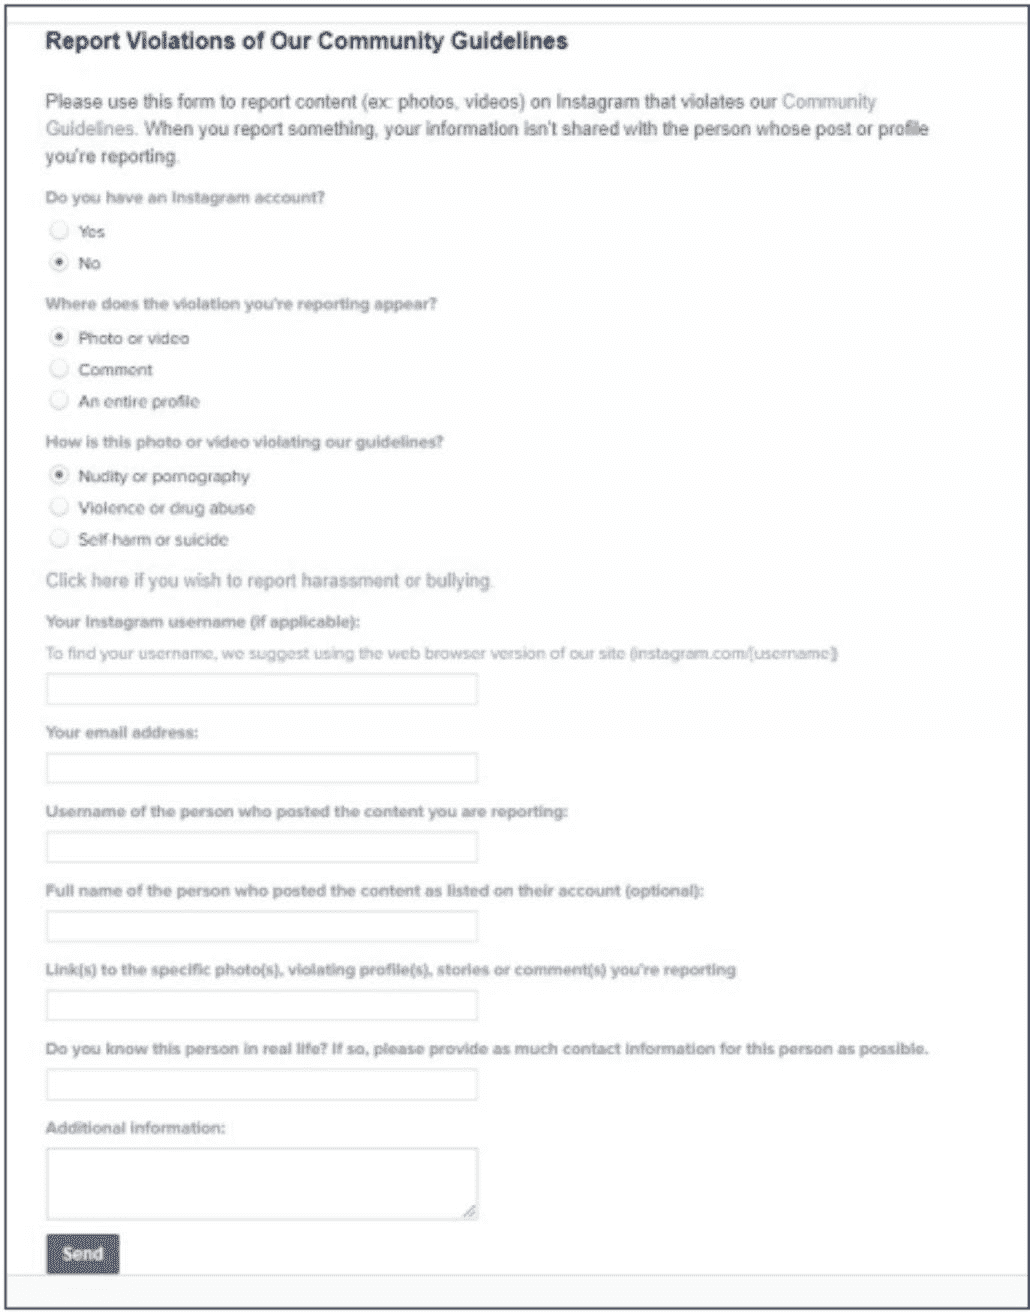 Report Violations of Our Community Guidelines
Please use this form to report content (ex: photos, videos) on Instagram that violates our Community
Guidelines. When you report something, your information isn't shared with the person whose post or profile
you're reporting.
Do you have an Instagram account?
Yes
No
Where does the violation you're reporting appear?
Photo or video
Comment
An entire profile
How is this photo or video violating our guidelines?
Nudity or pornography
Violence or drug abuse
Self-harm or suicide
Click here if you wish to report harassment or bullying.
Your Instagram username (if applicable):
To find your username, we suggest using the web browser version of our site (instagram.com/[username])
Your email address:
Username of the person who posted the content you are reporting:
Full name of the person who posted the content as listed on their account (optional):
Link(s) to the specific photo(s), violating profile(s), stories or comment(s) you're reporting
Do you know this person in real life? If so, please provide as much contact information for this person as possible.
Additional information:
Send